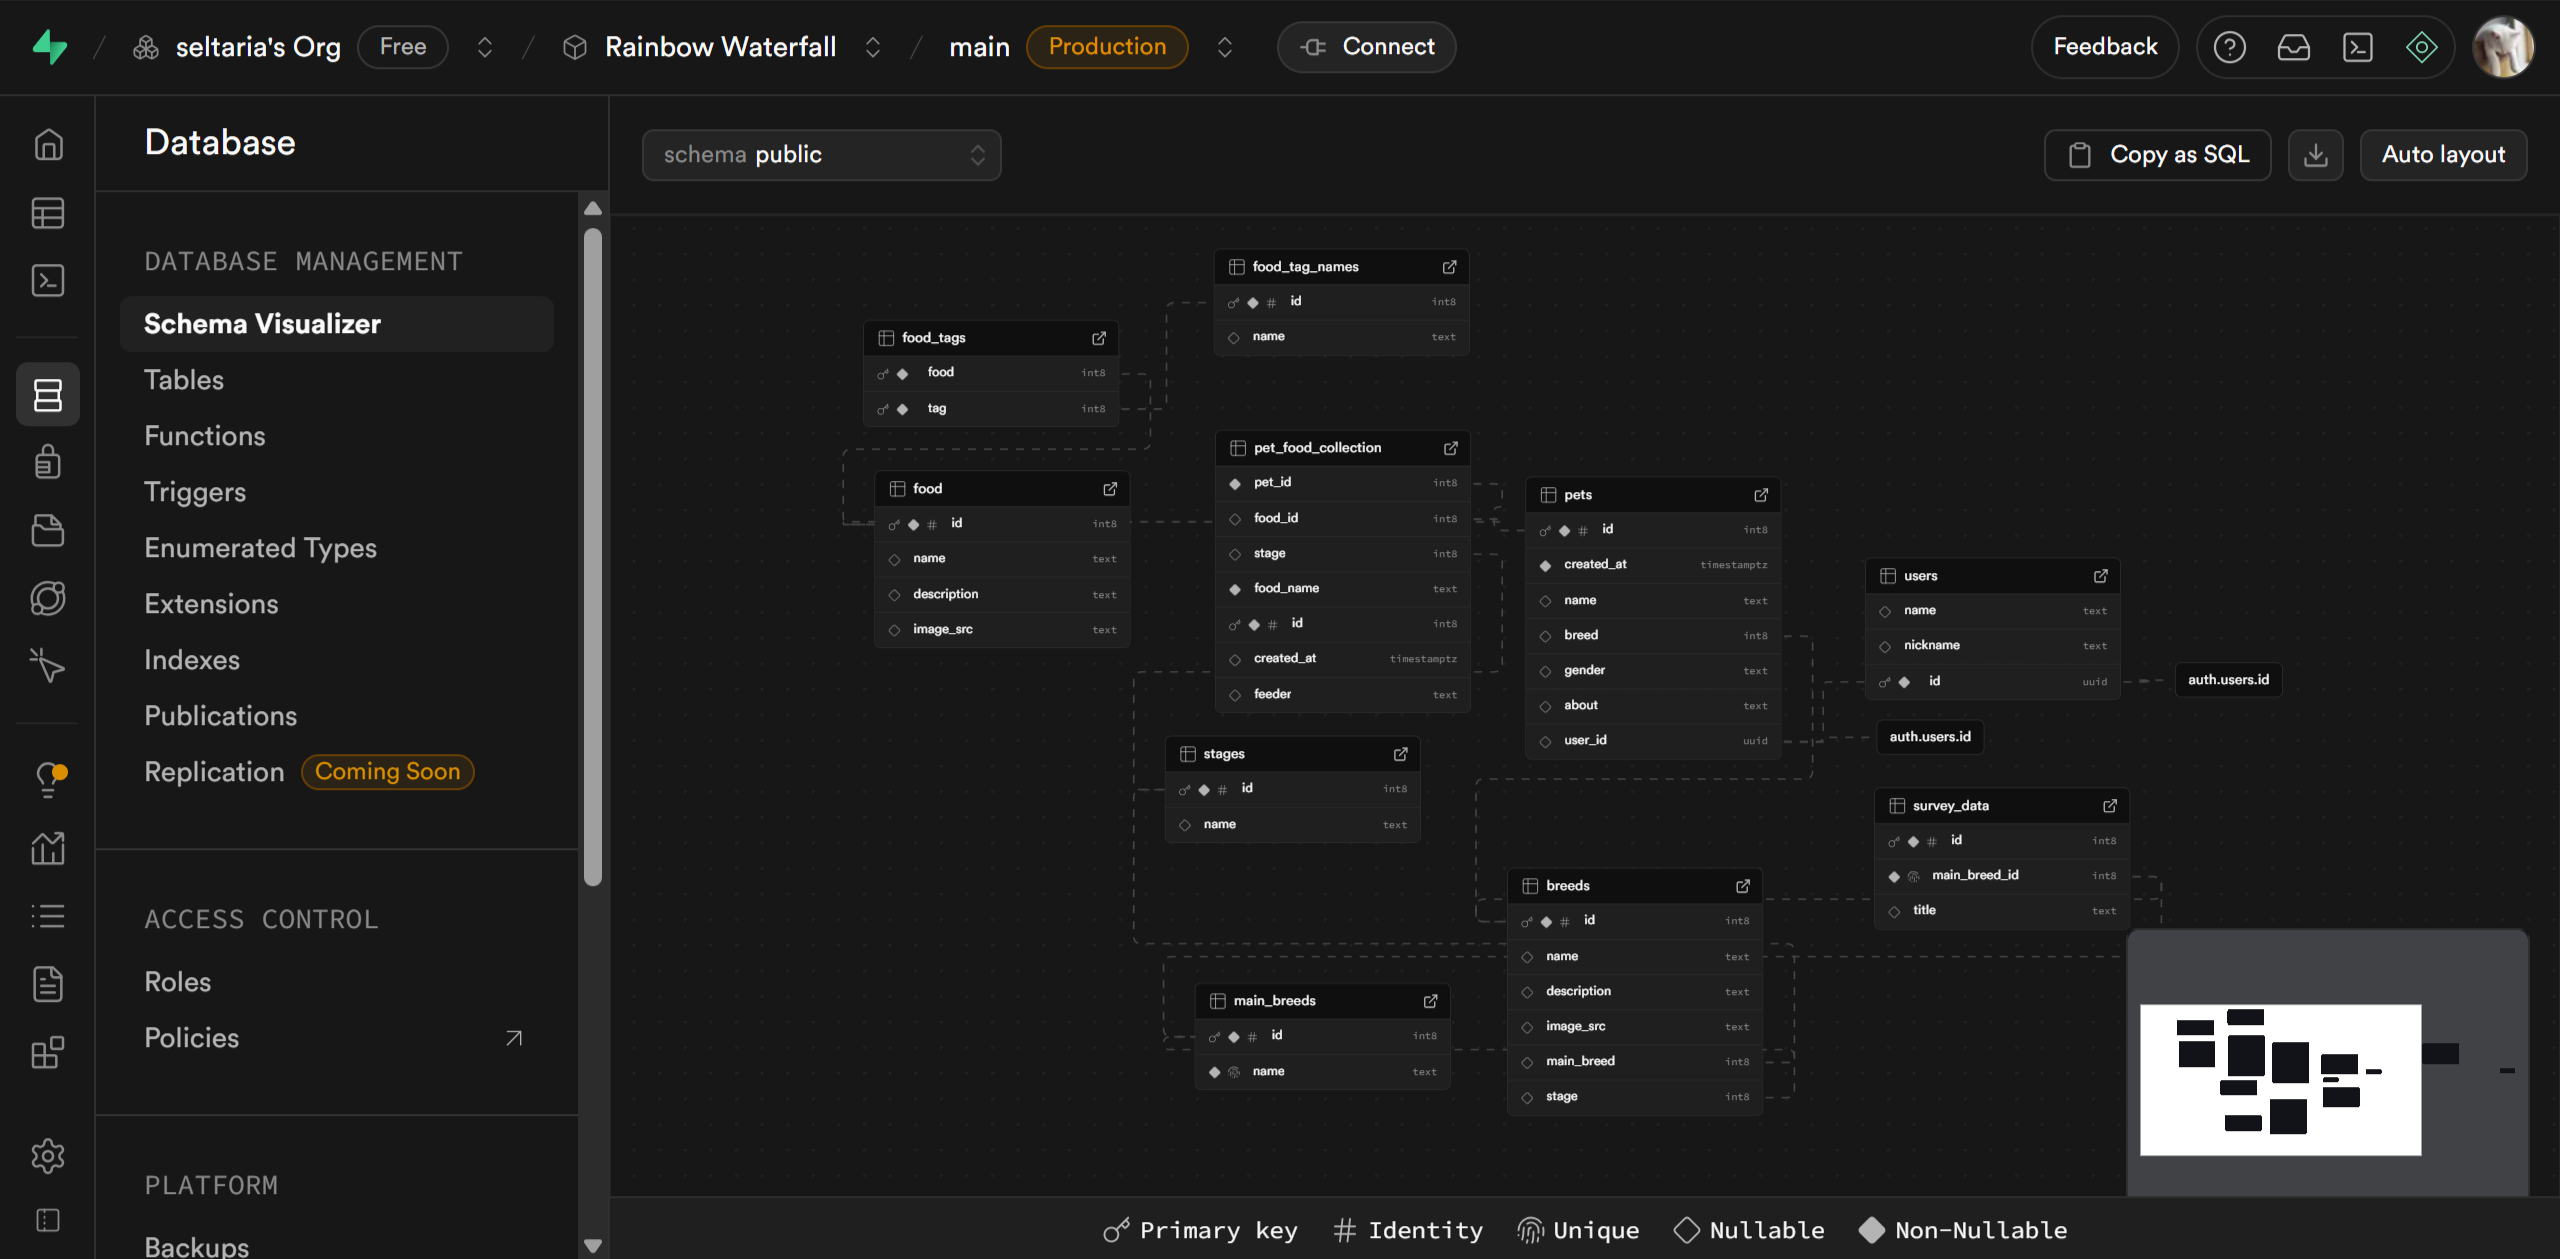 seltaria's Org Free Rainbow Waterfall main Production Connect Feedback
Database
DATABASE MANAGEMENT
Schema Visualizer
Tables
Functions
Triggers
Enumerated Types
Extensions
Indexes
Publications
Replication Coming Soon
ACCESS CONTROL
Roles
Policies
PLATFORM
Backups
schema public
Copy as SQL
Auto layout
food_tag_names
id int8
name text
food_tags
food int8
tag int8
food
id int8
name text
description text
image_src text
pet_food_collection
pet_id int8
food_id int8
stage int8
food_name text
id int8
created_at timestamptz
feeder text
pets
id int8
created_at timestamptz
name text
breed int8
gender text
about text
user_id uuid
users
name text
nickname text
id uuid
auth.users.id
auth.users.id
stages
id int8
name text
survey_data
id int8
main_breed_id int8
title text
breeds
id int8
name text
description text
image_src text
main_breed int8
stage int8
main_breeds
id int8
name text
Primary key # Identity Unique Nullable Non-Nullable